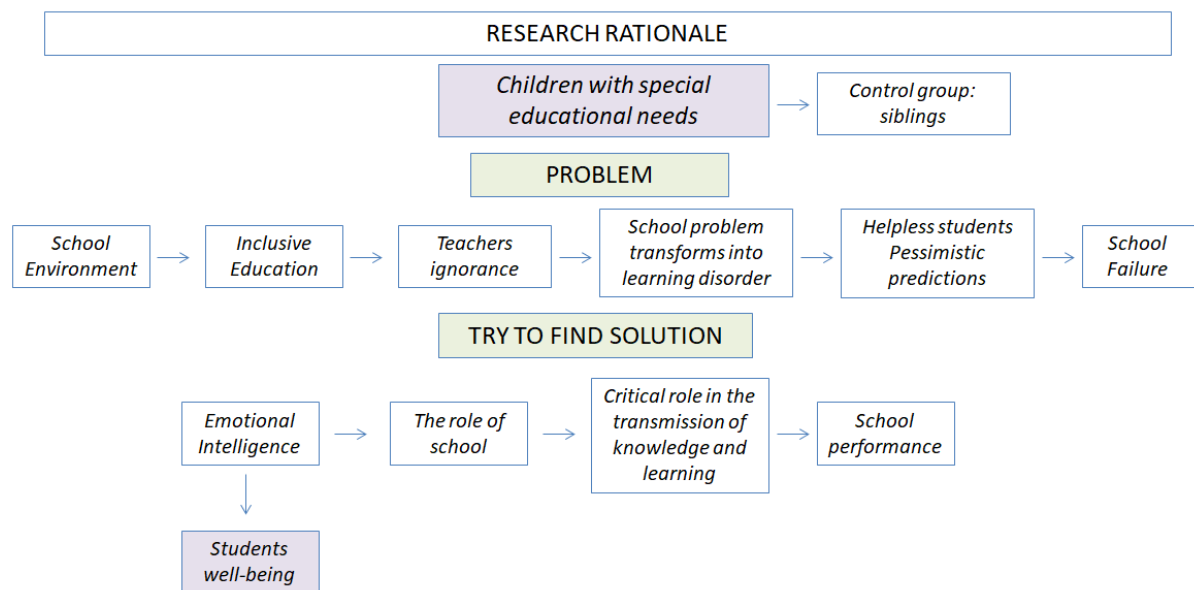 RESEARCH RATIONALE
Children with special
educational needs
Control group:
siblings
PROBLEM
School
Environment
Inclusive
Education
Teachers
ignorance
School problem
transforms into
learning disorder
Helpless students
Pessimistic
predictions
School
Failure
TRY TO FIND SOLUTION
Emotional
Intelligence
The role of
school
Critical role in the
transmission of
knowledge and
learning
School
performance
Students
well-being